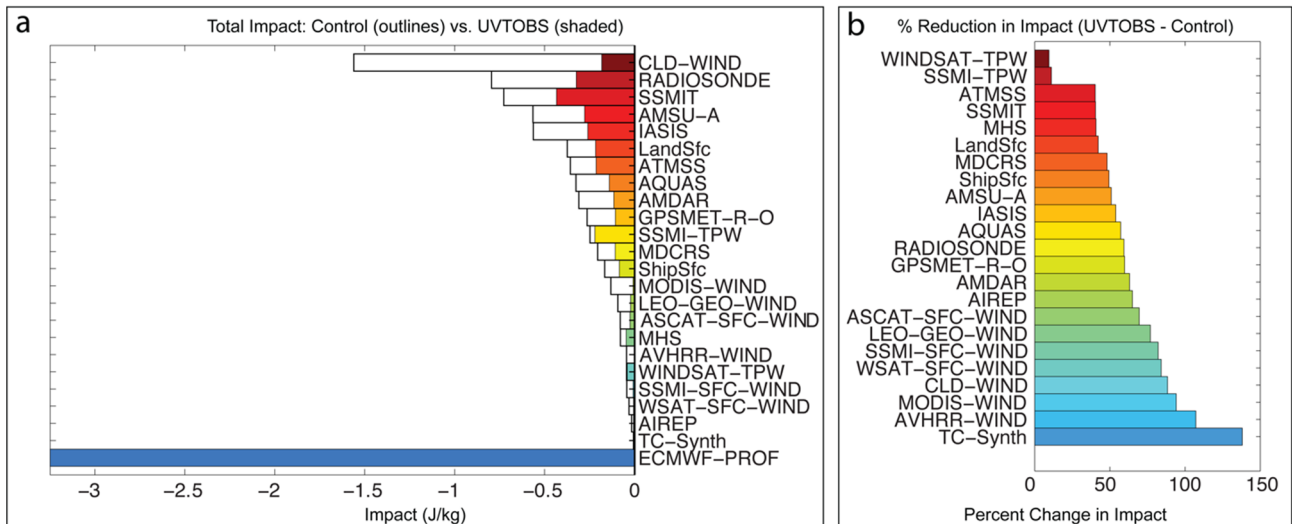 a
Total Impact: Control (outlines) vs. UVTOBS (shaded)
CLD−WIND
RADIOSONDE
SSMIT
AMSU−A
IASIS
LandSfc
ATMSS
AQUAS
AMDAR
GPSMET−R−O
SSMI−TPW
MDCRS
ShipSfc
MODIS−WIND
LEO−GEO−WIND
ASCAT−SFC−WIND
MHS
AVHRR−WIND
WINDSAT−TPW
SSMI−SFC−WIND
WSAT−SFC−WIND
AIREP
TC−Synth
ECMWF−PROF
−3 −2.5 −2 −1.5 −1 −0.5 0
Impact (J/kg)
b
% Reduction in Impact (UVTOBS - Control)
WINDSAT−TPW
SSMI−TPW
ATMSS
SSMIT
MHS
LandSfc
MDCRS
ShipSfc
AMSU−A
IASIS
AQUAS
RADIOSONDE
GPSMET−R−O
AMDAR
AIREP
ASCAT−SFC−WIND
LEO−GEO−WIND
SSMI−SFC−WIND
WSAT−SFC−WIND
CLD−WIND
MODIS−WIND
AVHRR−WIND
TC−Synth
0 50 100 150
Percent Change in Impact